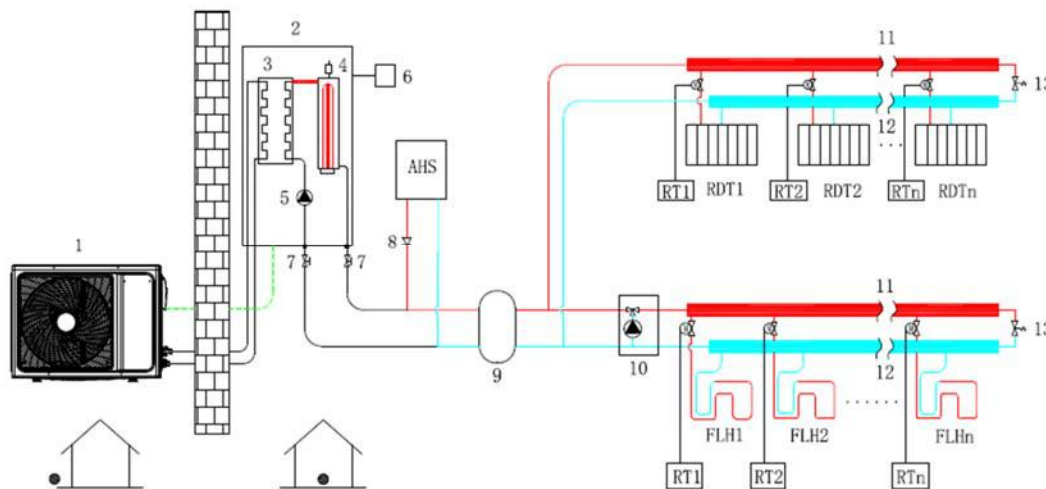 11
2
3
4
6
13
12
AHS
RT1
RDT1
RT2
RDT2
.....
RTn
RDTn
5
8
1
7
7
11
13
9
10
12
FLH1
FLH2
......
FLHn
RT1
RT2
RTn